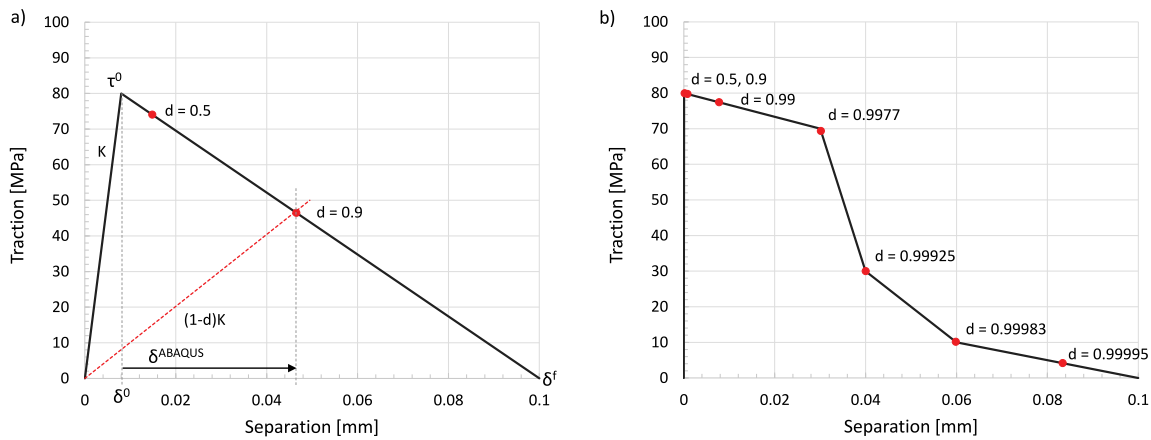 a)
100
90
80
70
60
50
40
30
20
10
0
Traction [MPa]
τ⁰
K
d = 0.5
d = 0.9
(1-d)K
δᴬᴮᴬQᵁS
δ⁰
δᶠ
0
0.02
0.04
0.06
0.08
0.1
Separation [mm]
b)
100
90
80
70
60
50
40
30
20
10
0
Traction [MPa]
d = 0.5, 0.9
d = 0.99
d = 0.9977
d = 0.99925
d = 0.99983
d = 0.99995
0
0.02
0.04
0.06
0.08
0.1
Separation [mm]